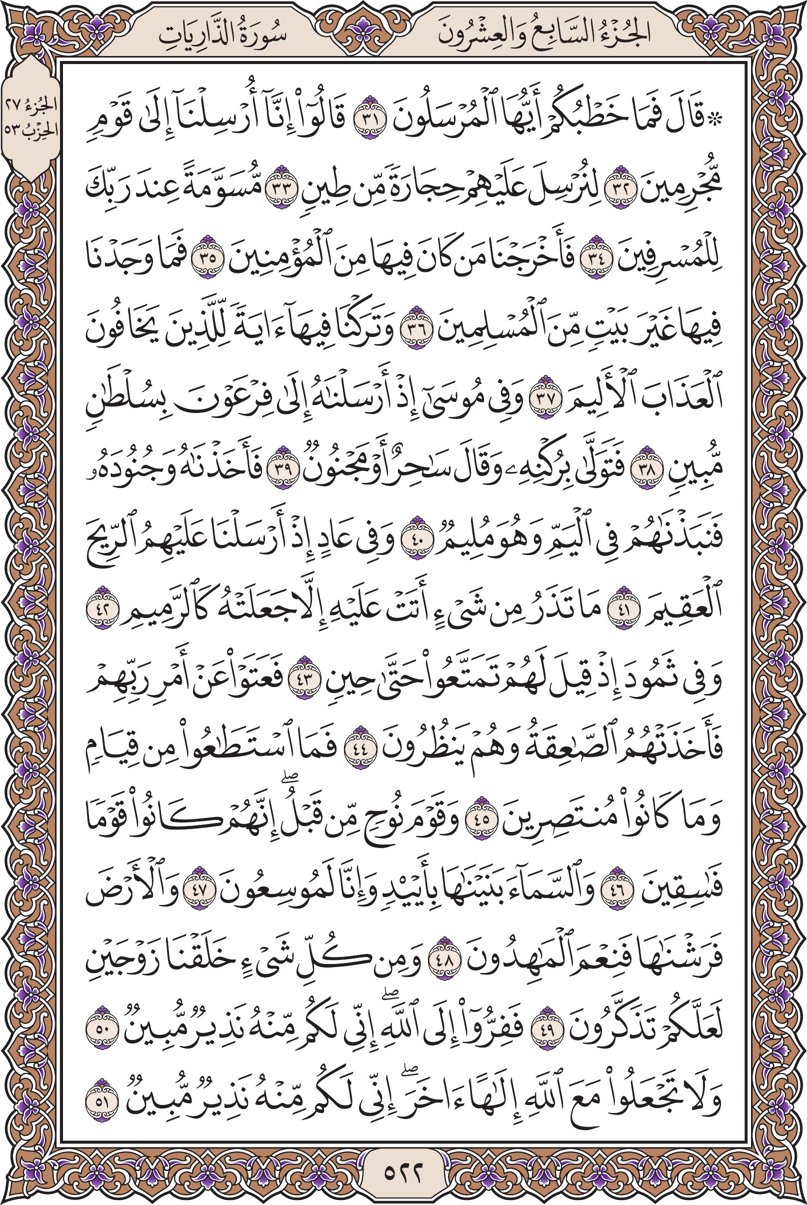 سُورَةُ الذَّارِيَاتِ
الجُزْءُ السَّابِعُ وَالعِشْرُونَ
الجُزْءُ ٢٧
الحِزْبُ ٥٣
۞ قَالَ فَمَا خَطْبُكُمْ أَيُّهَا ٱلْمُرْسَلُونَ ٣١ قَالُوٓا۟ إِنَّآ أُرْسِلْنَآ إِلَىٰ قَوْمٍ
مُّجْرِمِينَ ٣٢ لِنُرْسِلَ عَلَيْهِمْ حِجَارَةً مِّن طِينٍ ٣٣ مُّسَوَّمَةً عِندَ رَبِّكَ
لِلْمُسْرِفِينَ ٣٤ فَأَخْرَجْنَا مَن كَانَ فِيهَا مِنَ ٱلْمُؤْمِنِينَ ٣٥ فَمَا وَجَدْنَا
فِيهَا غَيْرَ بَيْتٍ مِّنَ ٱلْمُسْلِمِينَ ٣٦ وَتَرَكْنَا فِيهَآ ءَايَةً لِّلَّذِينَ يَخَافُونَ
ٱلْعَذَابَ ٱلْأَلِيمَ ٣٧ وَفِى مُوسَىٰٓ إِذْ أَرْسَلْنَٰهُ إِلَىٰ فِرْعَوْنَ بِسُلْطَٰنٍ
مُّبِينٍ ٣٨ فَتَوَلَّىٰ بِرُكْنِهِۦ وَقَالَ سَٰحِرٌ أَوْ مَجْنُونٌ ٣٩ فَأَخَذْنَٰهُ وَجُنُودَهُۥ
فَنَبَذْنَٰهُمْ فِى ٱلْيَمِّ وَهُوَ مُلِيمٌ ٤٠ وَفِى عَادٍ إِذْ أَرْسَلْنَا عَلَيْهِمُ ٱلرِّيحَ
ٱلْعَقِيمَ ٤١ مَا تَذَرُ مِن شَىْءٍ أَتَتْ عَلَيْهِ إِلَّا جَعَلَتْهُ كَٱلرَّمِيمِ ٤٢
وَفِى ثَمُودَ إِذْ قِيلَ لَهُمْ تَمَتَّعُوا۟ حَتَّىٰ حِينٍ ٤٣ فَعَتَوْا۟ عَنْ أَمْرِ رَبِّهِمْ
فَأَخَذَتْهُمُ ٱلصَّٰعِقَةُ وَهُمْ يَنظُرُونَ ٤٤ فَمَا ٱسْتَطَٰعُوا۟ مِن قِيَامٍ
وَمَا كَانُوا۟ مُنتَصِرِينَ ٤٥ وَقَوْمَ نُوحٍ مِّن قَبْلُ ۖ إِنَّهُمْ كَانُوا۟ قَوْمًا
فَٰسِقِينَ ٤٦ وَٱلسَّمَآءَ بَنَيْنَٰهَا بِأَيْي۟دٍ وَإِنَّا لَمُوسِعُونَ ٤٧ وَٱلْأَرْضَ
فَرَشْنَٰهَا فَنِعْمَ ٱلْمَٰهِدُونَ ٤٨ وَمِن كُلِّ شَىْءٍ خَلَقْنَا زَوْجَيْنِ
لَعَلَّكُمْ تَذَكَّرُونَ ٤٩ فَفِرُّوٓا۟ إِلَى ٱللَّهِ ۖ إِنِّى لَكُم مِّنْهُ نَذِيرٌ مُّبِينٌ ٥٠
وَلَا تَجْعَلُوا۟ مَعَ ٱللَّهِ إِلَٰهًا ءَاخَرَ ۖ إِنِّى لَكُم مِّنْهُ نَذِيرٌ مُّبِينٌ ٥١
٥٢٢